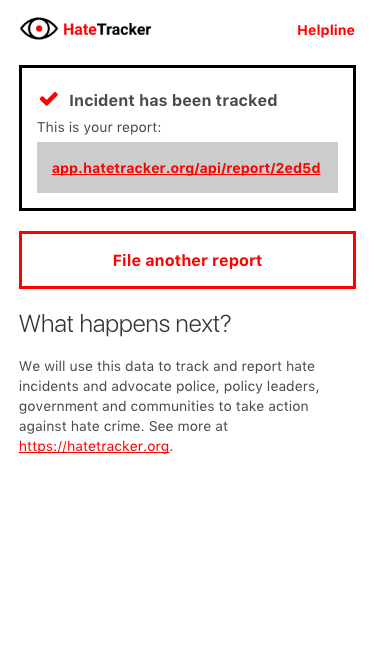 HateTracker
Helpline
Incident has been tracked
This is your report:
app.hatetracker.org/api/report/2ed5d
File another report
What happens next?
We will use this data to track and report hate
incidents and advocate police, policy leaders,
government and communities to take action
against hate crime. See more at
https://hatetracker.org.